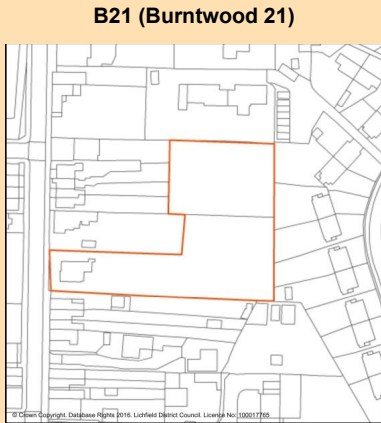 B21 (Burntwood 21)
© Crown Copyright. Database Rights 2016. Lichfield District Council. Licence No: 100017765